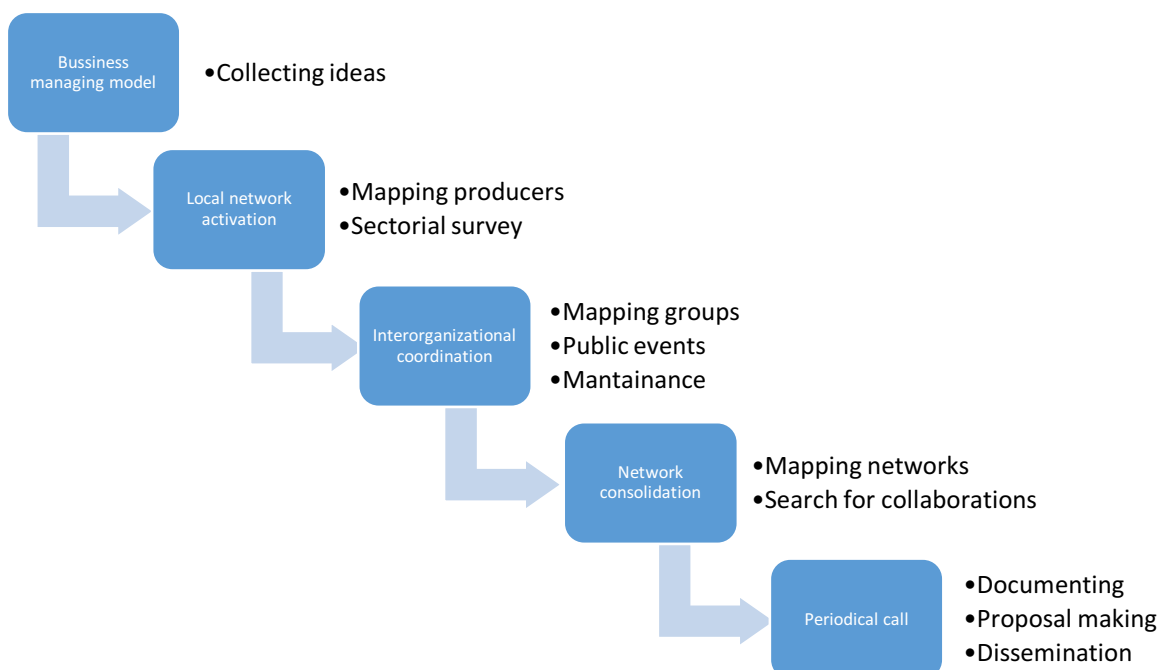 Bussiness
managing model
•Collecting ideas
Local network
activation
•Mapping producers
•Sectorial survey
Interorganizational
coordination
•Mapping groups
•Public events
•Mantainance
Network
consolidation
•Mapping networks
•Search for collaborations
Periodical call
•Documenting
•Proposal making
•Dissemination